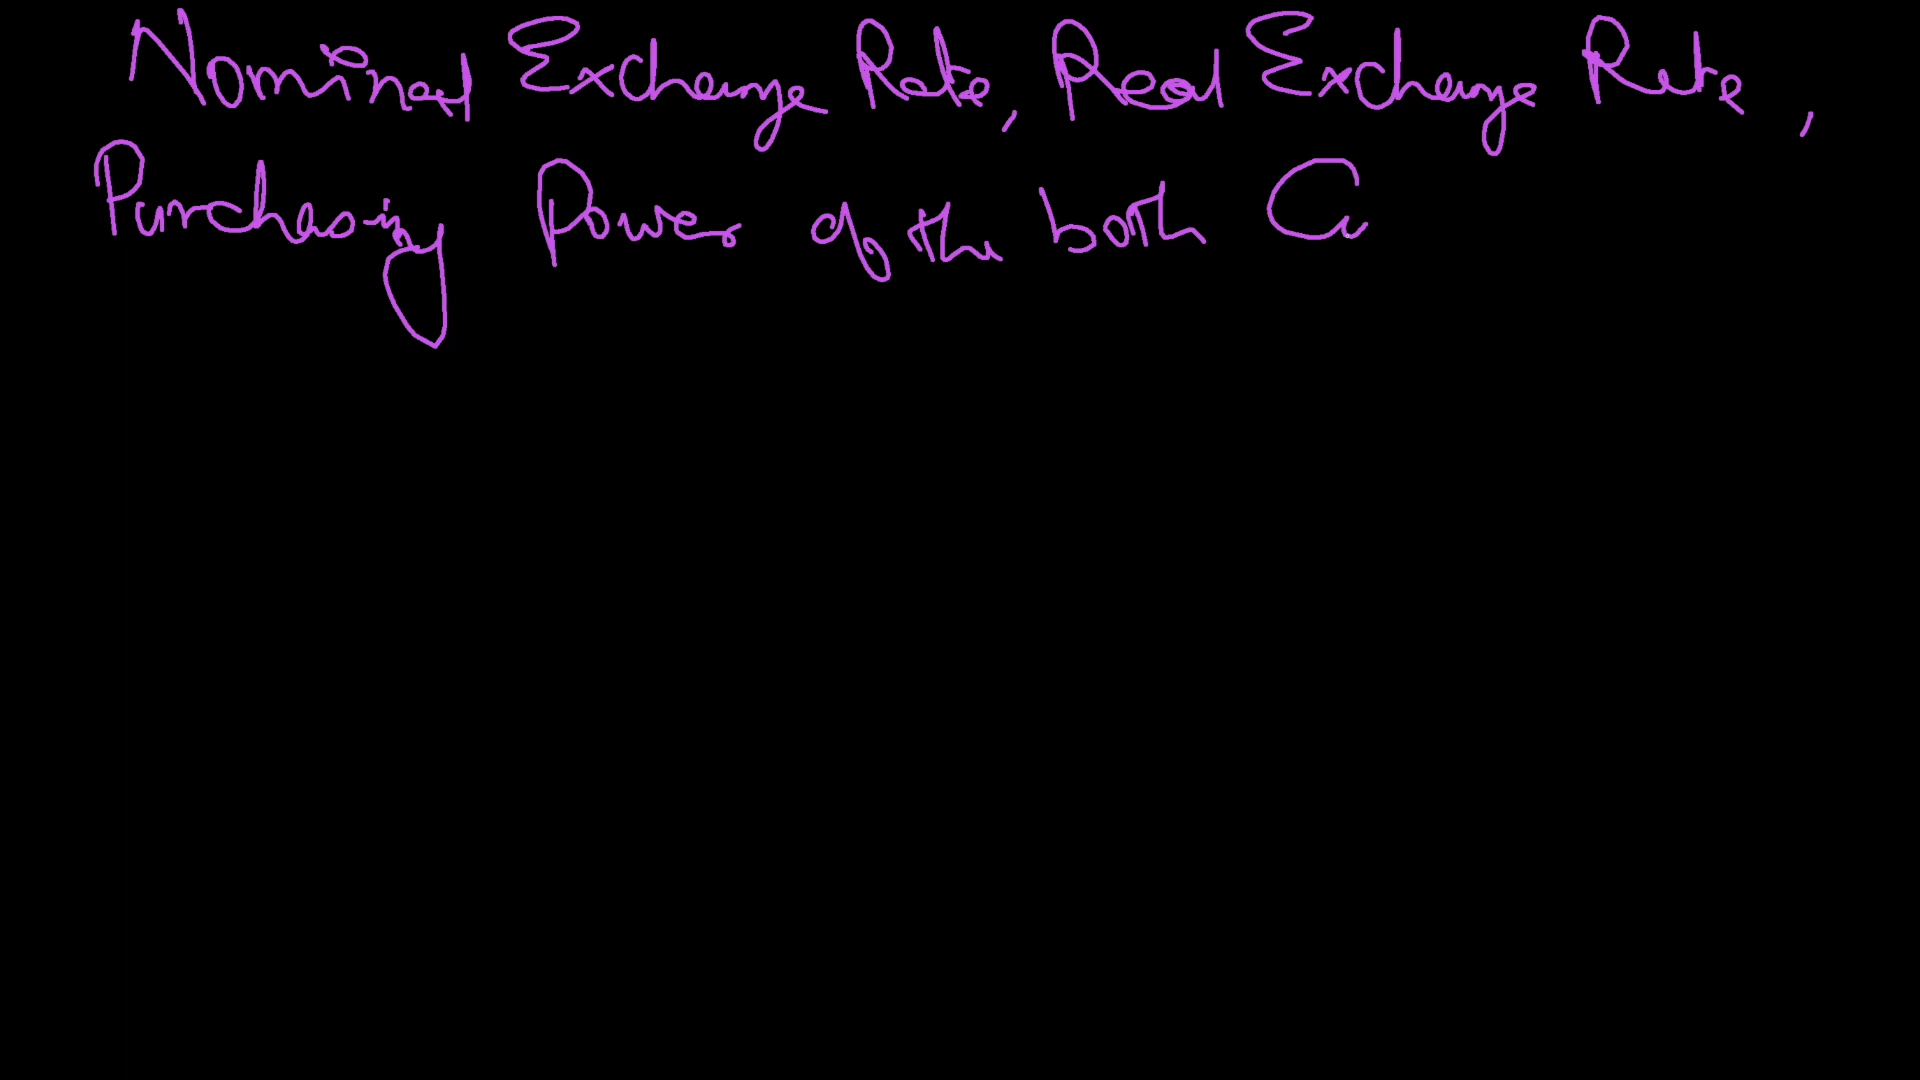 Nominal Exchange Rate, Real Exchange Rate,
Purchasing Power of the both